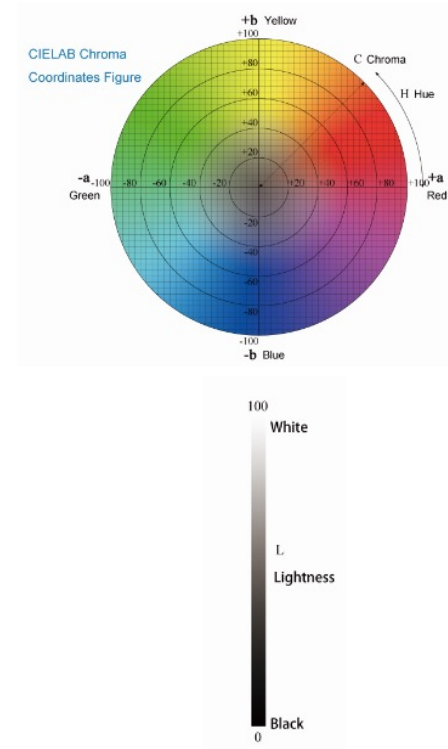 +b Yellow
+100
CIELAB Chroma
Coordinates Figure
C Chroma
H Hue
+80
+60
+40
+20
-a -100 -80 -60 -40 -20 +20 +40 +60 +80 +100 +a
Green Red
-20
-40
-60
-80
-100
-b Blue
100
White
L
Lightness
Black
0